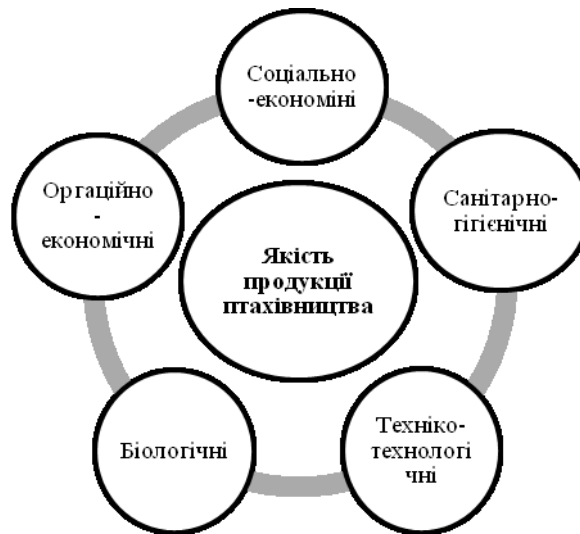 Соціально
-економіні
Санітарно-
гігієнічні
Техніко-
технологі
чні
Біологічні
Оргаційно
-
економічні
Якість
продукції
птахівництва